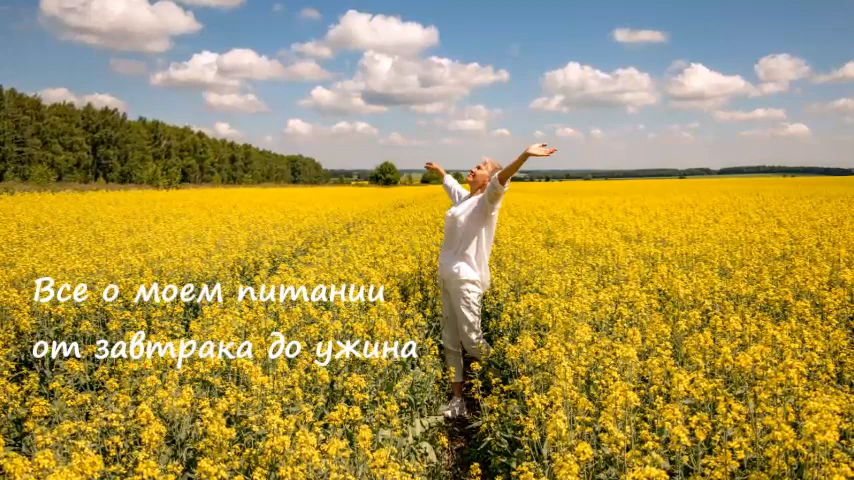 Все о моем питании
от завтрака до ужина